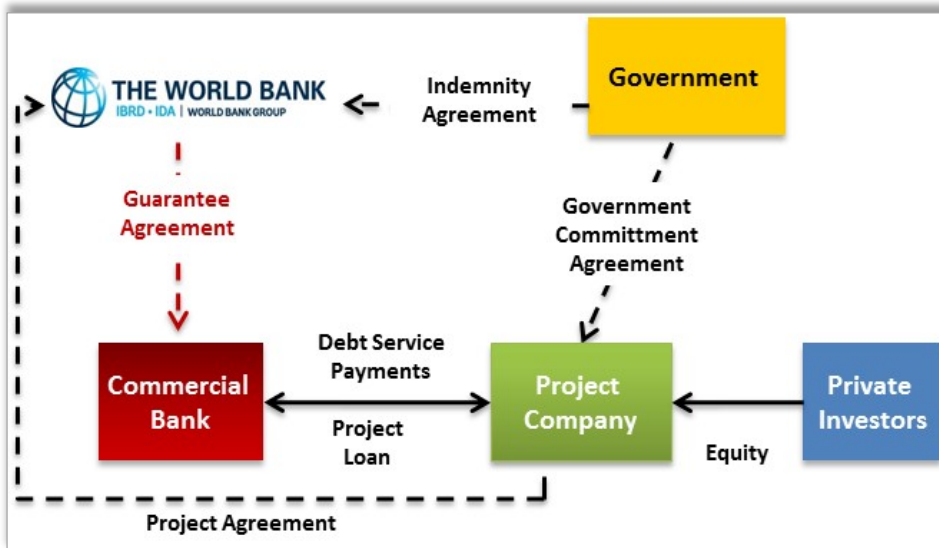 THE WORLD BANK
IBRD • IDA | WORLD BANK GROUP
Indemnity
Agreement
Government
Guarantee
Agreement
Government
Committment
Agreement
Commercial
Bank
Debt Service
Payments
Project
Loan
Project
Company
Equity
Private
Investors
Project Agreement